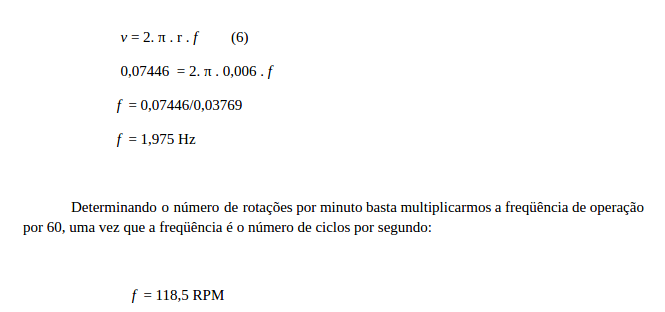 v = 2. π . r . f (6)
0,07446 = 2. π . 0,006 . f
f = 0,07446/0,03769
f = 1,975 Hz
Determinando o número de rotações por minuto basta multiplicarmos a freqüência de operação
por 60, uma vez que a freqüência é o número de ciclos por segundo:
f = 118,5 RPM